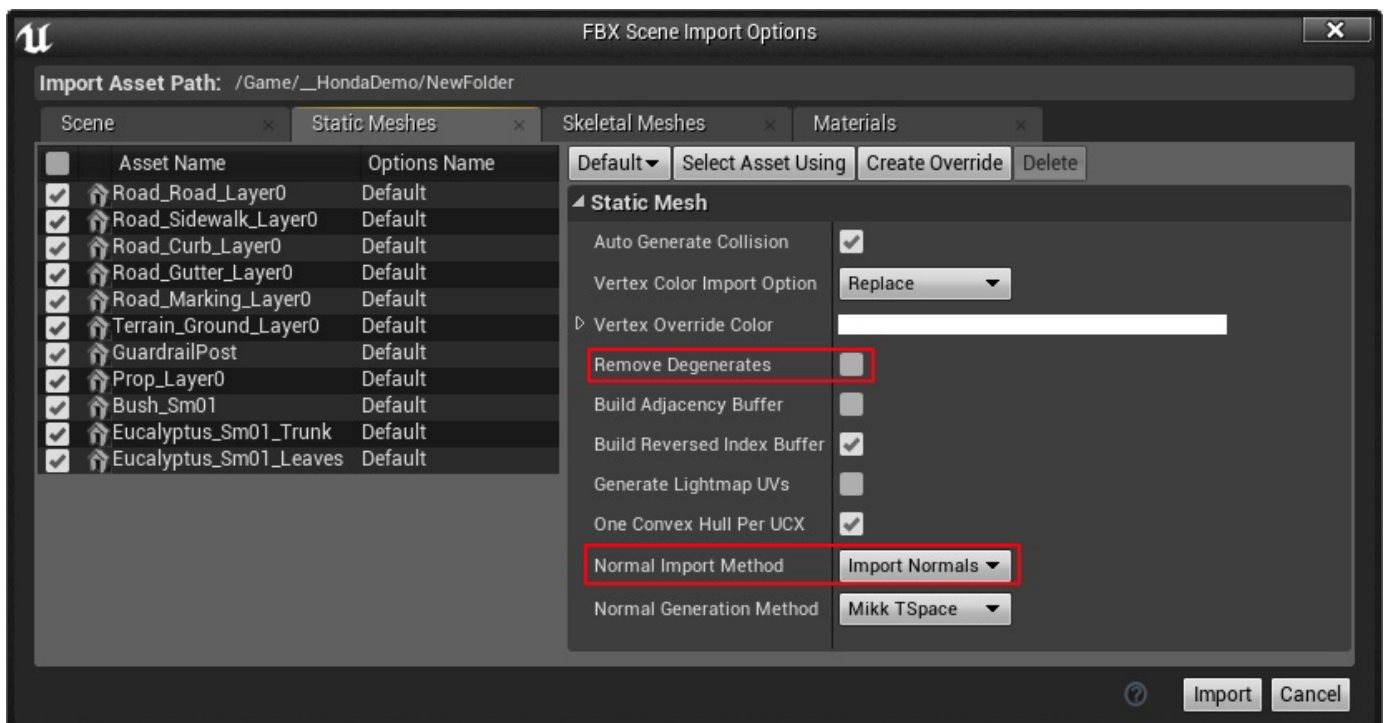 FBX Scene Import Options
Import Asset Path: /Game/__HondaDemo/NewFolder
Scene Static Meshes Skeletal Meshes Materials
Asset Name Options Name
Road_Road_Layer0 Default
Road_Sidewalk_Layer0 Default
Road_Curb_Layer0 Default
Road_Gutter_Layer0 Default
Road_Marking_Layer0 Default
Terrain_Ground_Layer0 Default
GuardrailPost Default
Prop_Layer0 Default
Bush_Sm01 Default
Eucalyptus_Sm01_Trunk Default
Eucalyptus_Sm01_Leaves Default
Default Select Asset Using Create Override Delete
Static Mesh
Auto Generate Collision
Vertex Color Import Option Replace
Vertex Override Color
Remove Degenerates
Build Adjacency Buffer
Build Reversed Index Buffer
Generate Lightmap UVs
One Convex Hull Per UCX
Normal Import Method Import Normals
Normal Generation Method Mikk TSpace
? Import Cancel